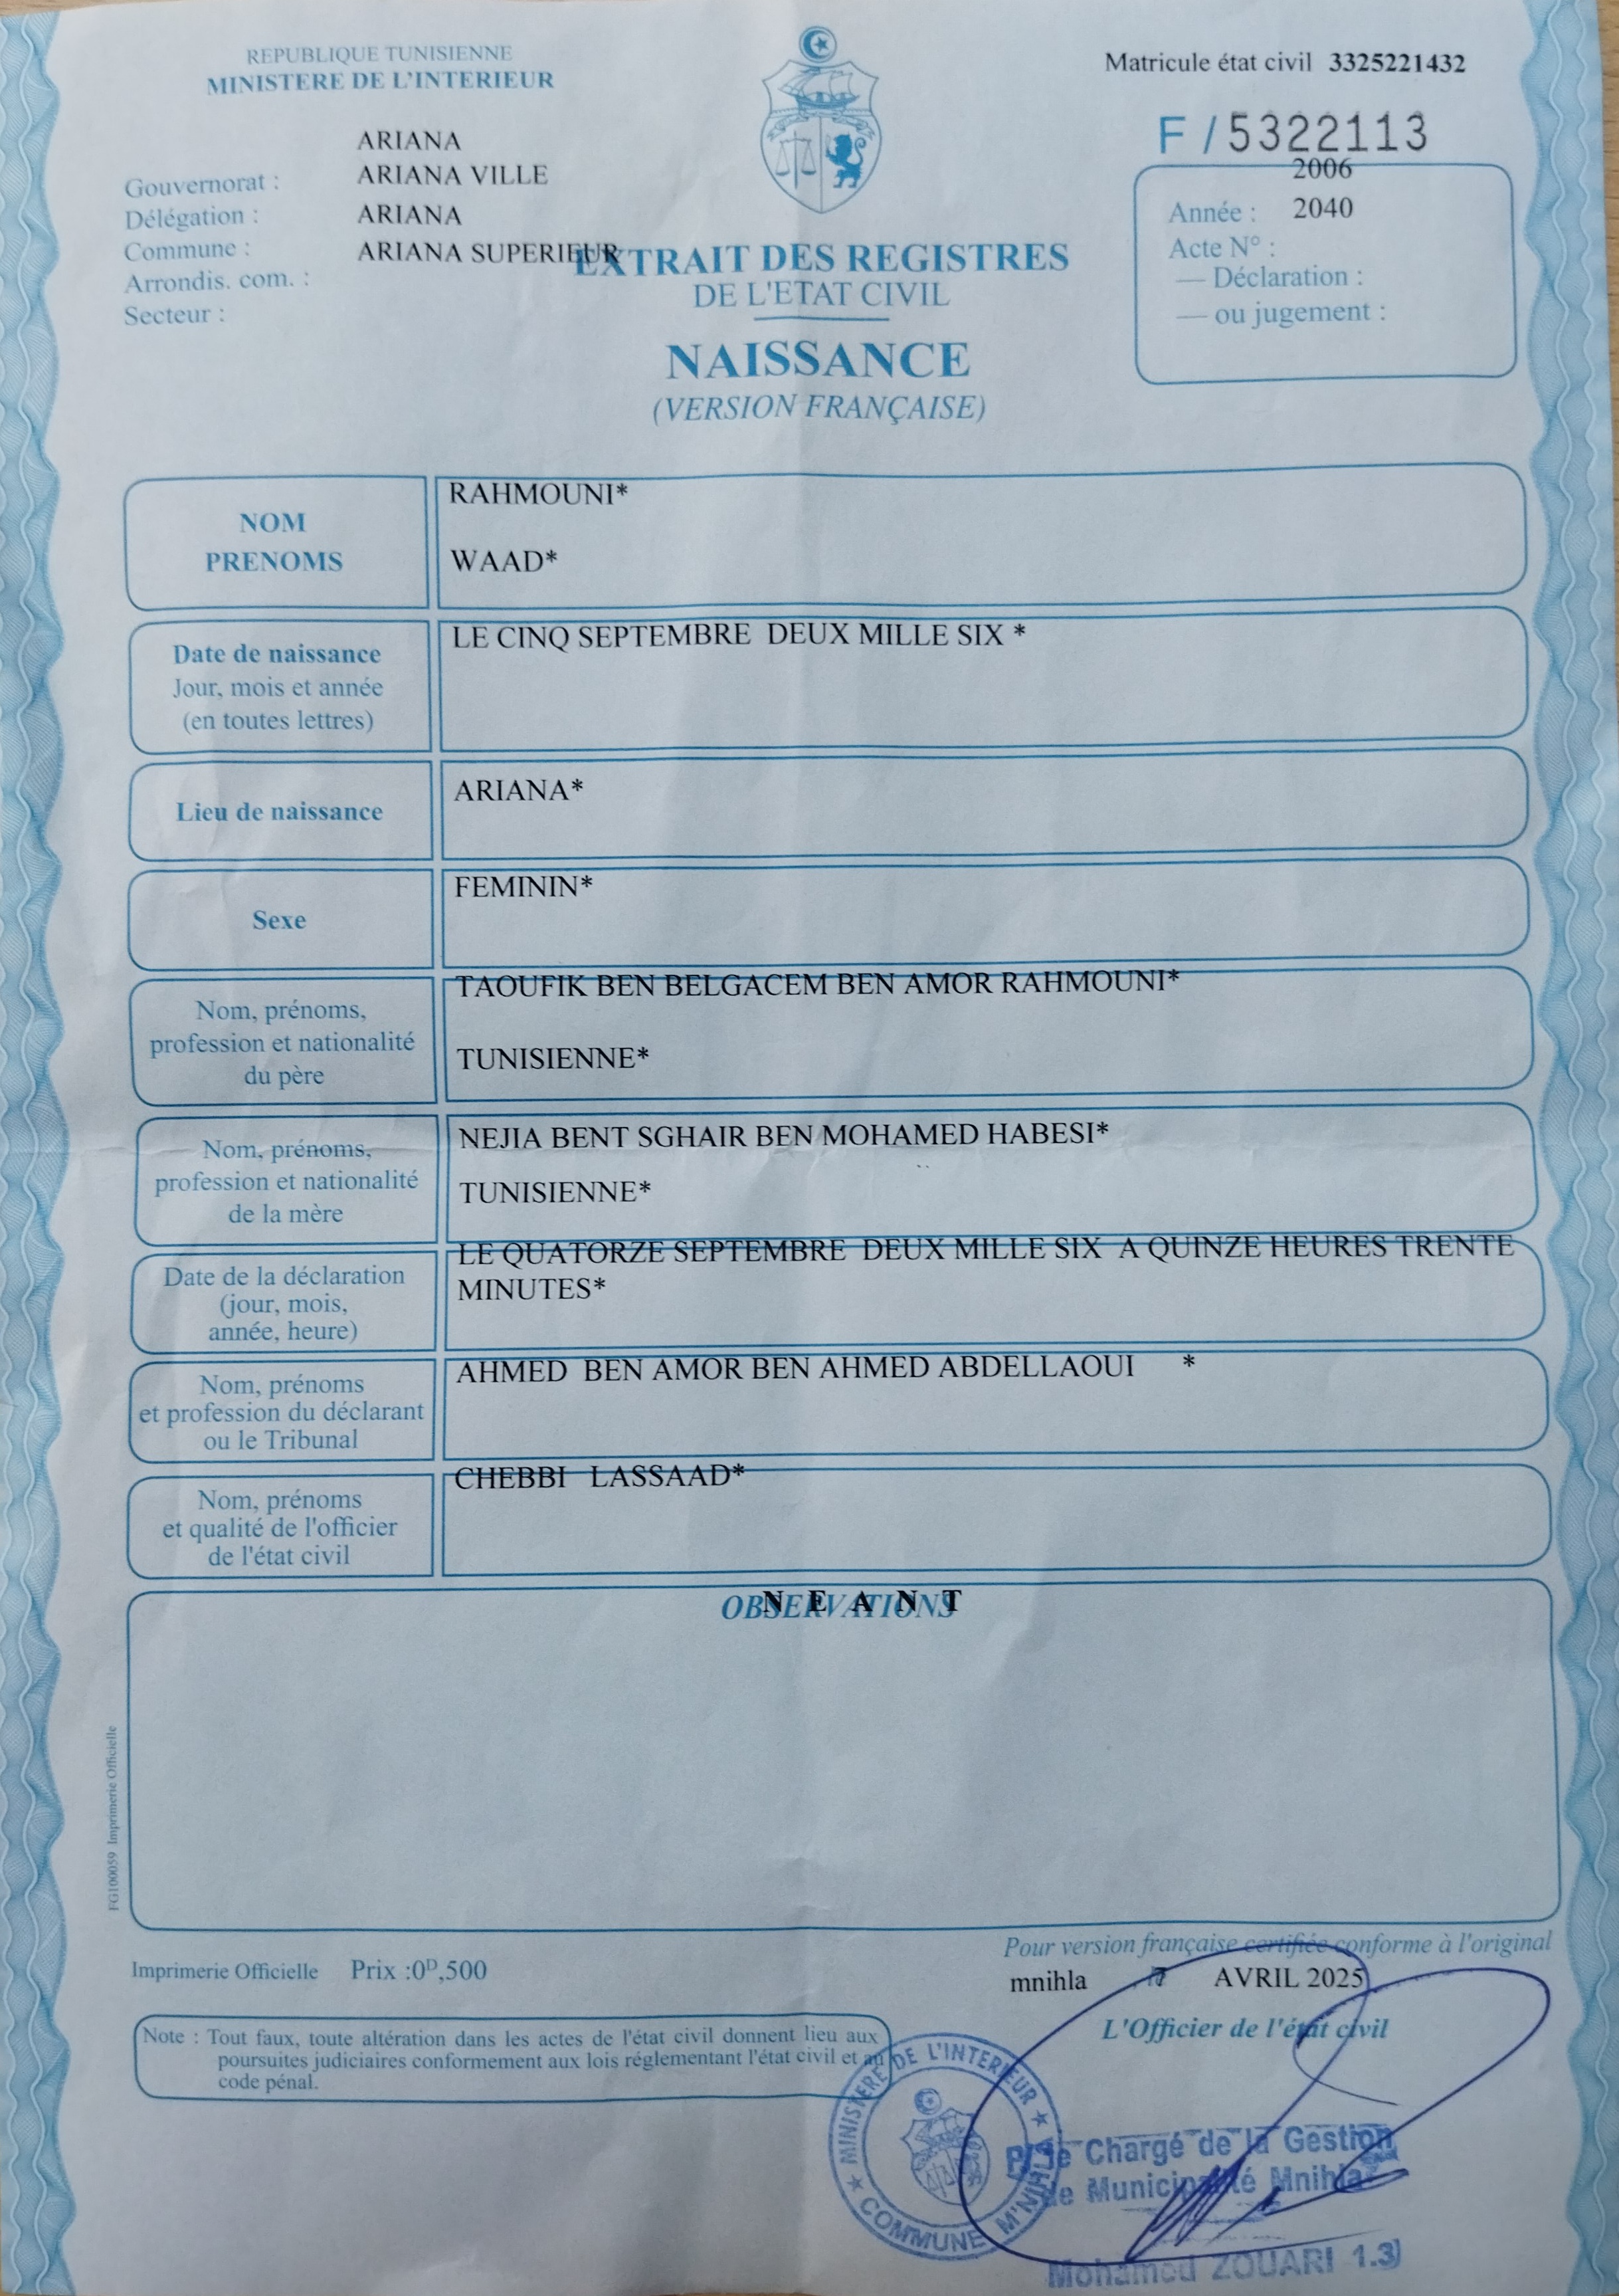 REPUBLIQUE TUNISIENNE
MINISTERE DE L'INTERIEUR
Matricule état civil 3325221432
F / 5322113
ARIANA
ARIANA VILLE
ARIANA
ARIANA SUPERIEUR
Gouvernorat :
Délégation :
Commune :
Arrondis. com. :
Secteur :
2006
Année : 2040
Acte N° :
— Déclaration :
— ou jugement :
EXTRAIT DES REGISTRES
DE L'ETAT CIVIL
NAISSANCE
(VERSION FRANÇAISE)
NOM
PRENOMS
RAHMOUNI*
WAAD*
Date de naissance
Jour, mois et année
(en toutes lettres)
LE CINQ SEPTEMBRE DEUX MILLE SIX *
Lieu de naissance
ARIANA*
Sexe
FEMININ*
Nom, prénoms,
profession et nationalité
du père
TAOUFIK BEN BELGACEM BEN AMOR RAHMOUNI*
TUNISIENNE*
Nom, prénoms,
profession et nationalité
de la mère
NEJIA BENT SGHAIR BEN MOHAMED HABESI*
TUNISIENNE*
Date de la déclaration
(jour, mois,
année, heure)
LE QUATORZE SEPTEMBRE DEUX MILLE SIX A QUINZE HEURES TRENTE
MINUTES*
Nom, prénoms
et profession du déclarant
ou le Tribunal
AHMED BEN AMOR BEN AHMED ABDELLAOUI *
Nom, prénoms
et qualité de l'officier
de l'état civil
CHEBBI LASSAAD*
OBSERVATIONS
N E A N T
FG100059 Imprimerie Officielle
Imprimerie Officielle Prix :0D,500
Pour version française certifiée conforme à l'original
mnihla AVRIL 2025
L'Officier de l'état civil
Note : Tout faux, toute altération dans les actes de l'état civil donnent lieu aux
poursuites judiciaires conformement aux lois réglementant l'état civil et au
code pénal.
★ MINISTERE DE L'INTERIEUR ★
COMMUNE M'NIHLA
P/ le Chargé de la Gestion
de Municipalité Mnihla
Mohamed ZOUARI 1.3